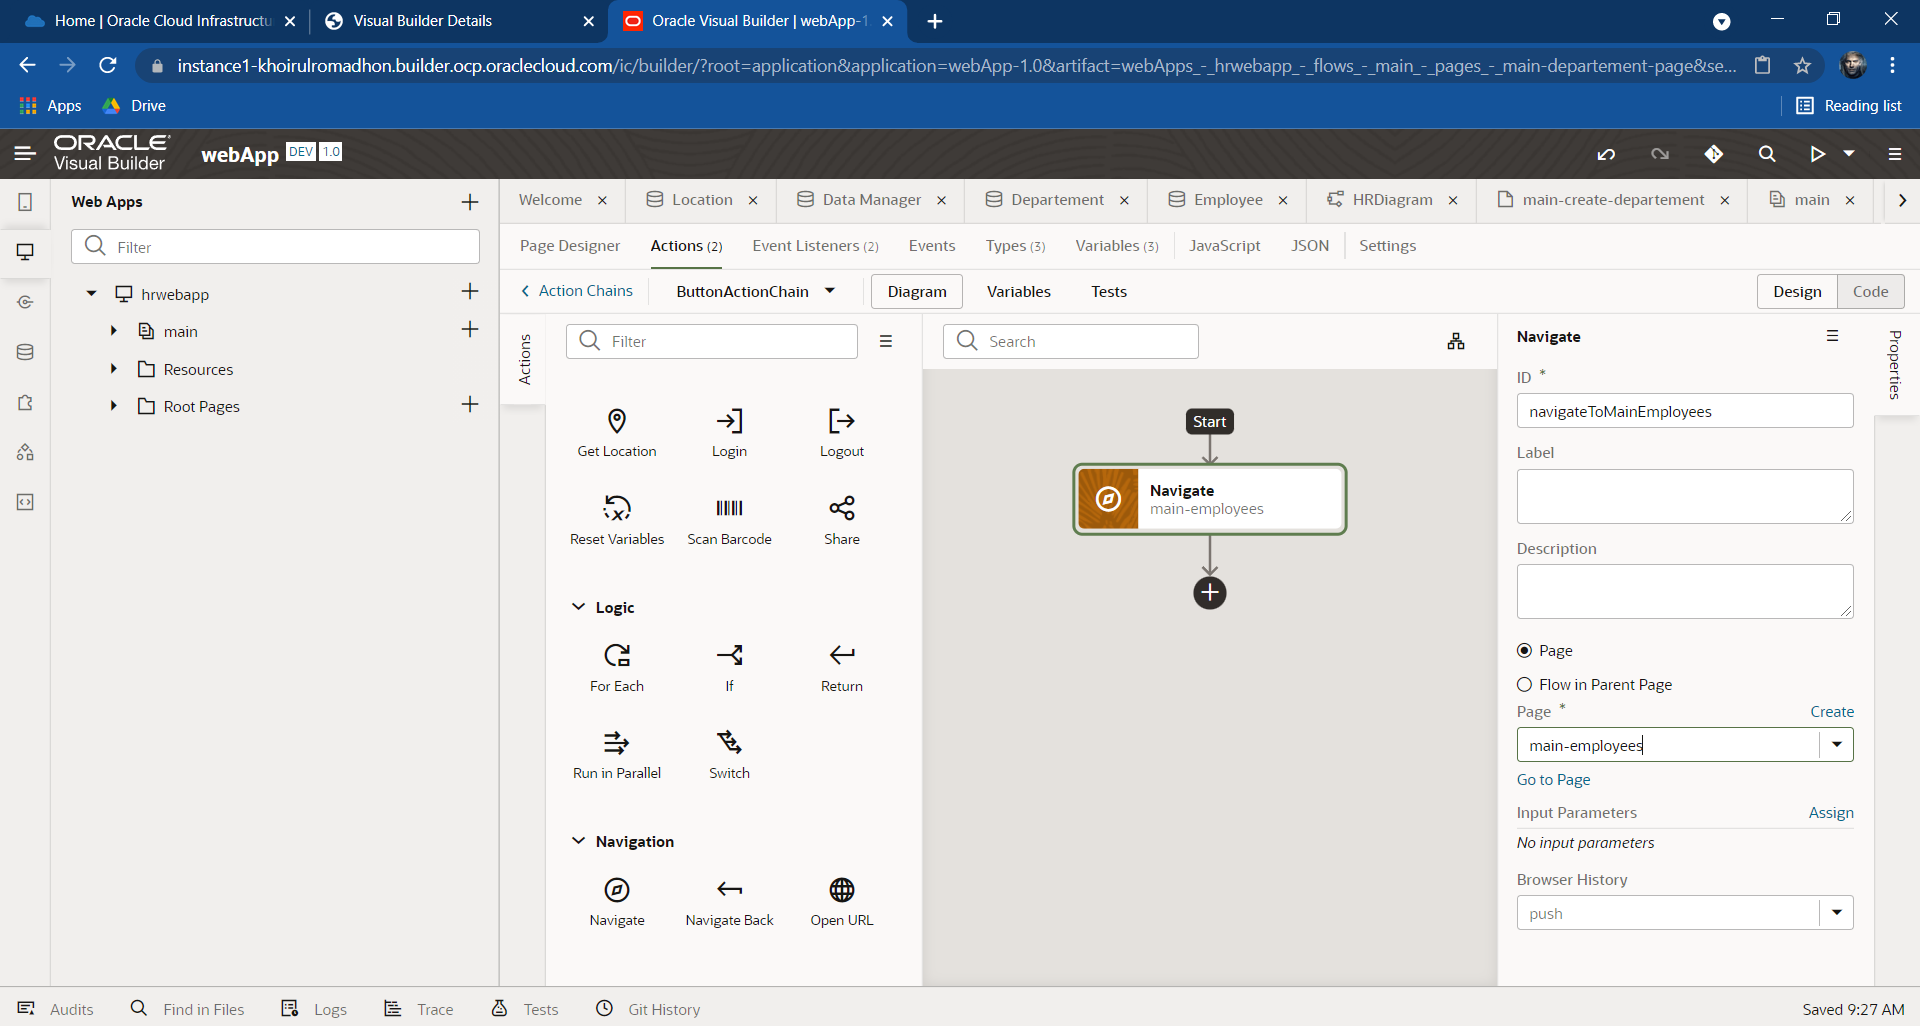 Home | Oracle Cloud Infrastructu
Visual Builder Details
Oracle Visual Builder | webApp-1.
instance1-khoirulromadhon.builder.ocp.oraclecloud.com/ic/builder/?root=application&application=webApp-1.0&artifact=webApps_-_hrwebapp_-_flows_-_main_-_pages_-_main-departement-page&se...
Apps
Drive
Reading list
ORACLE
Visual Builder
webApp
DEV
1.0
Web Apps
Welcome
Location
Data Manager
Departement
Employee
HRDiagram
main-create-departement
main
Filter
Page Designer
Actions (2)
Event Listeners (2)
Events
Types (3)
Variables (3)
JavaScript
JSON
Settings
hrwebapp
main
Resources
Root Pages
Action Chains
ButtonActionChain
Diagram
Variables
Tests
Design
Code
Actions
Filter
Get Location
Login
Logout
Reset Variables
Scan Barcode
Share
Logic
For Each
If
Return
Run in Parallel
Switch
Navigation
Navigate
Navigate Back
Open URL
Search
Start
Navigate
main-employees
Navigate
Properties
ID *
navigateToMainEmployees
Label
Description
Page
Flow in Parent Page
Page *
Create
main-employees
Go to Page
Input Parameters
Assign
No input parameters
Browser History
push
Audits
Find in Files
Logs
Trace
Tests
Git History
Saved 9:27 AM